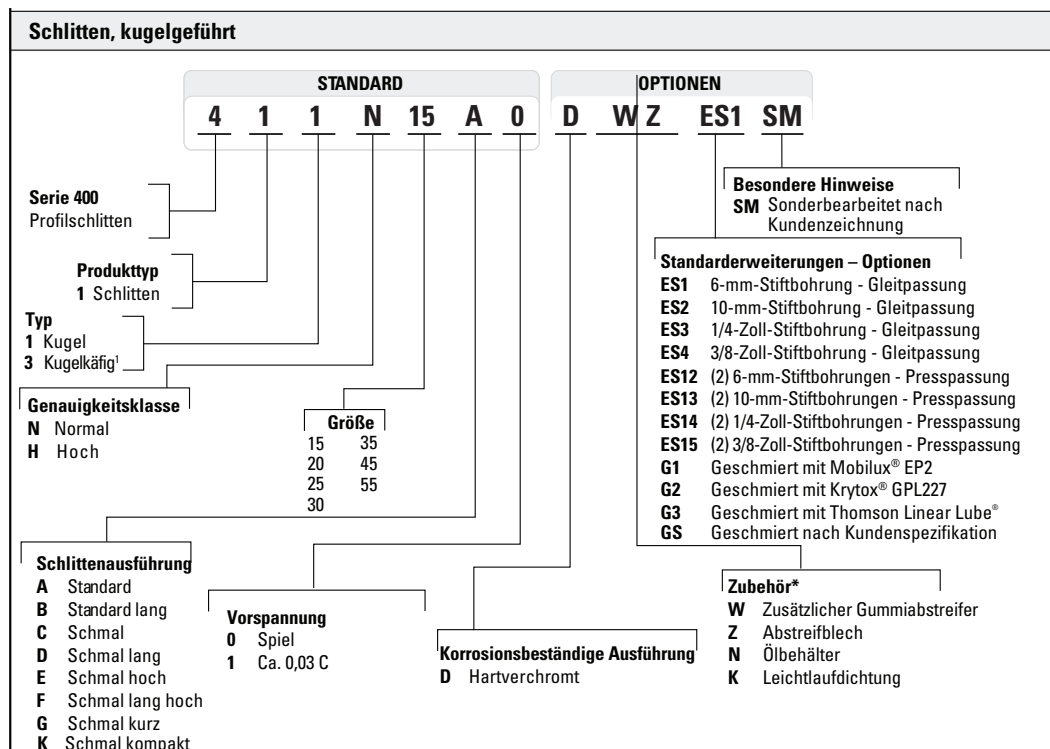 Schlitten, kugelgeführt
STANDARD
OPTIONEN
4 1 1 N 15 A 0 D W Z ES1 SM
Serie 400
Profilschlitten
Produkttyp
1 Schlitten
Typ
1 Kugel
3 Kugelkäfig¹
Genauigkeitsklasse
N Normal
H Hoch
Größe
15 35
20 45
25 55
30
Schlittenausführung
A Standard
B Standard lang
C Schmal
D Schmal lang
E Schmal hoch
F Schmal lang hoch
G Schmal kurz
K Schmal kompakt
Vorspannung
0 Spiel
1 Ca. 0,03 C
Korrosionsbeständige Ausführung
D Hartverchromt
Besondere Hinweise
SM Sonderbearbeitet nach
Kundenzeichnung
Standarderweiterungen – Optionen
ES1 6-mm-Stiftbohrung - Gleitpassung
ES2 10-mm-Stiftbohrung - Gleitpassung
ES3 1/4-Zoll-Stiftbohrung - Gleitpassung
ES4 3/8-Zoll-Stiftbohrung - Gleitpassung
ES12 (2) 6-mm-Stiftbohrungen - Presspassung
ES13 (2) 10-mm-Stiftbohrungen - Presspassung
ES14 (2) 1/4-Zoll-Stiftbohrungen - Presspassung
ES15 (2) 3/8-Zoll-Stiftbohrungen - Presspassung
G1 Geschmiert mit Mobilux® EP2
G2 Geschmiert mit Krytox® GPL227
G3 Geschmiert mit Thomson Linear Lube®
GS Geschmiert nach Kundenspezifikation
Zubehör*
W Zusätzlicher Gummiabstreifer
Z Abstreifblech
N Ölbehälter
K Leichtlaufdichtung